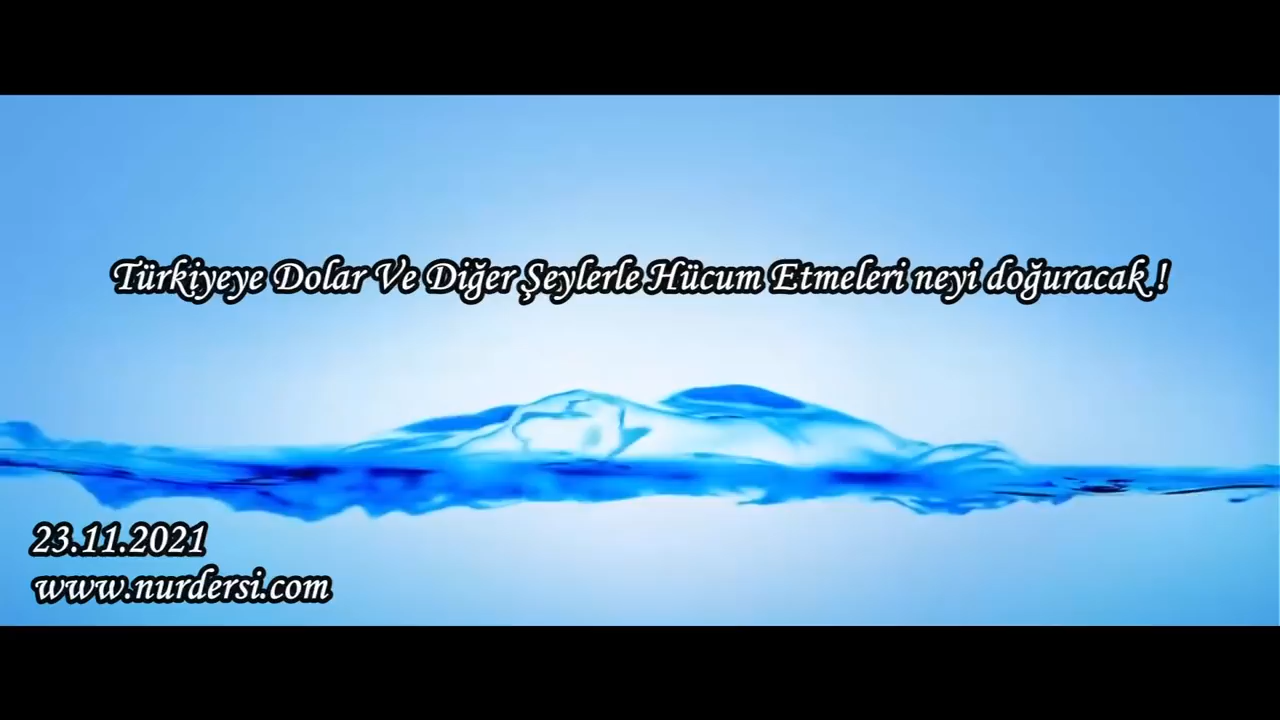 Türkiyeye Dolar Ve Diğer Şeylerle Hücum Etmeleri neyi doğuracak !
23.11.2021
www.nurdersi.com